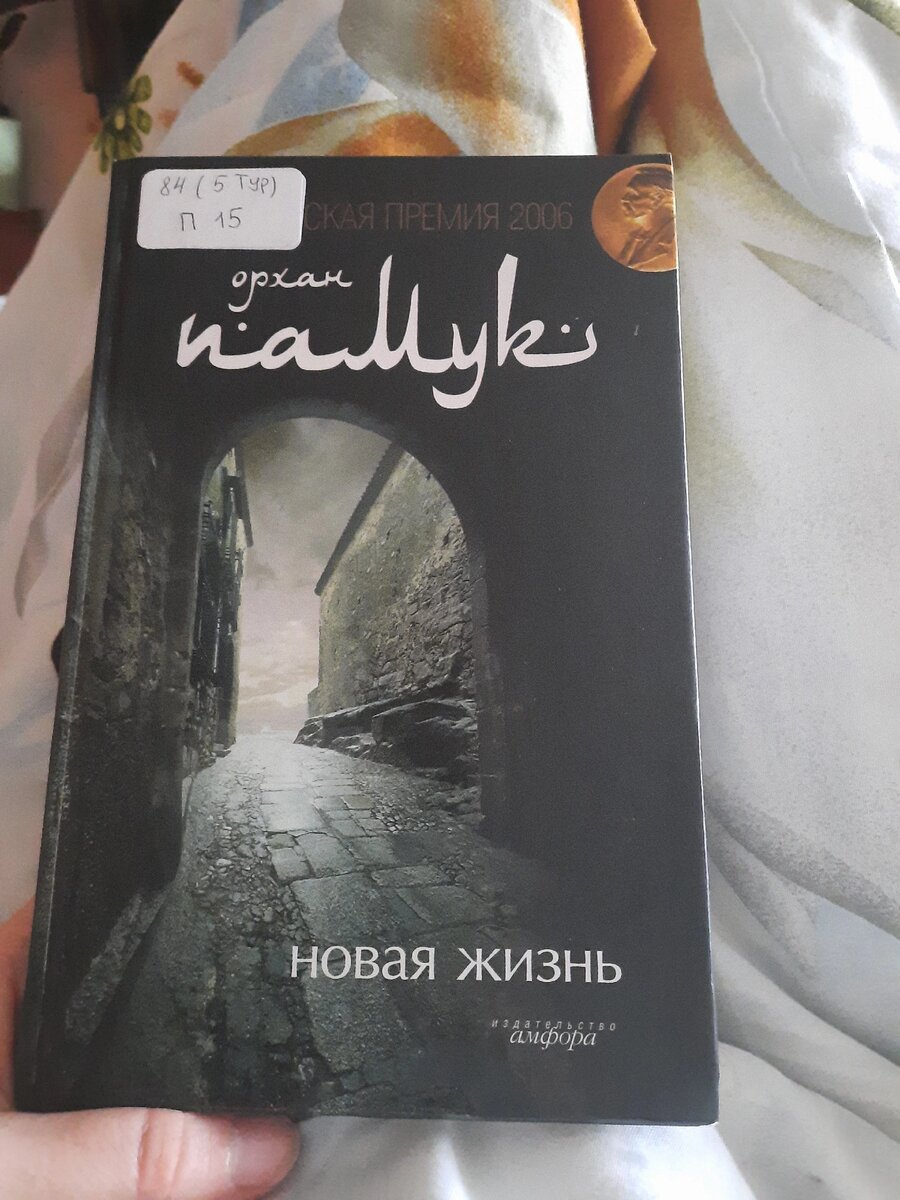 84 (5 ТУР)
П 15
СКАЯ ПРЕМИЯ 2006
орхан
памук
новая жизнь
издательство
амфора